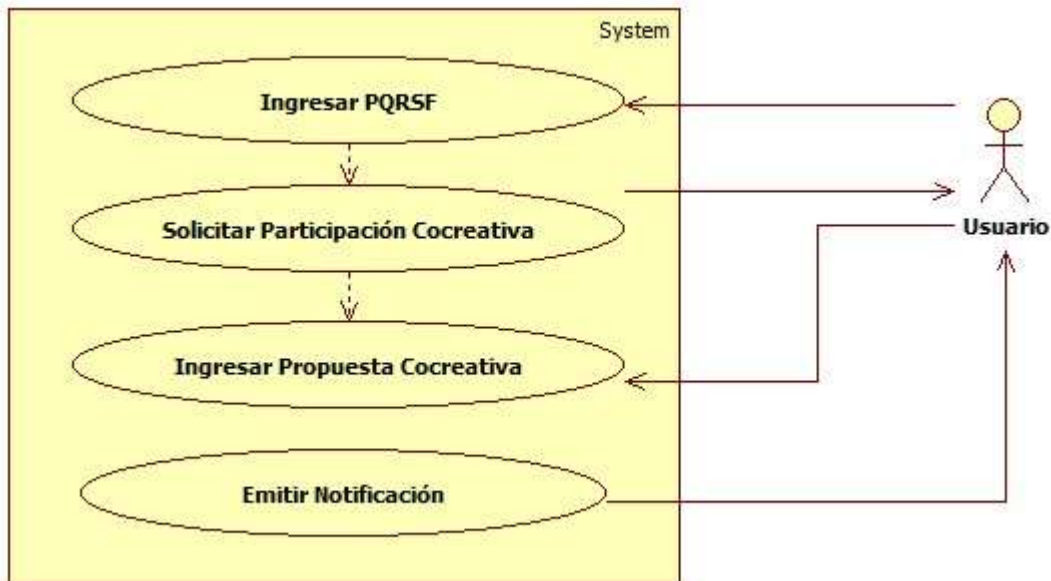 System
Ingresar PQRSF
Solicitar Participación Cocreativa
Usuario
Ingresar Propuesta Cocreativa
Emitir Notificación